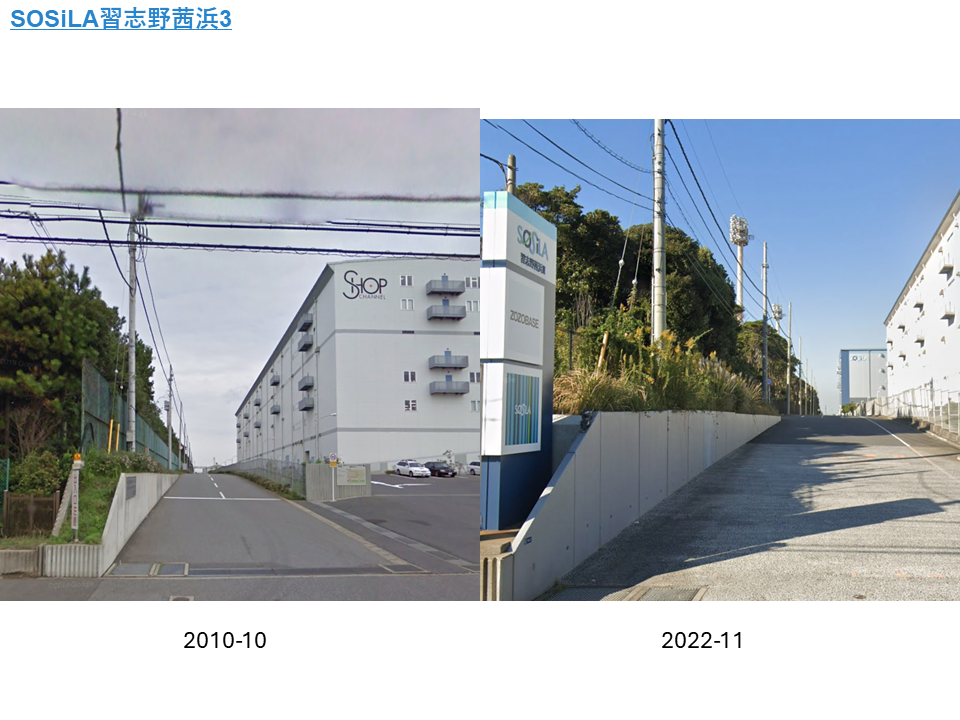 SOSiLA習志野茜浜3
SHOP
CHANNEL
SOSiLA
ZOZOBASE
SOSiLA
2010-10
2022-11